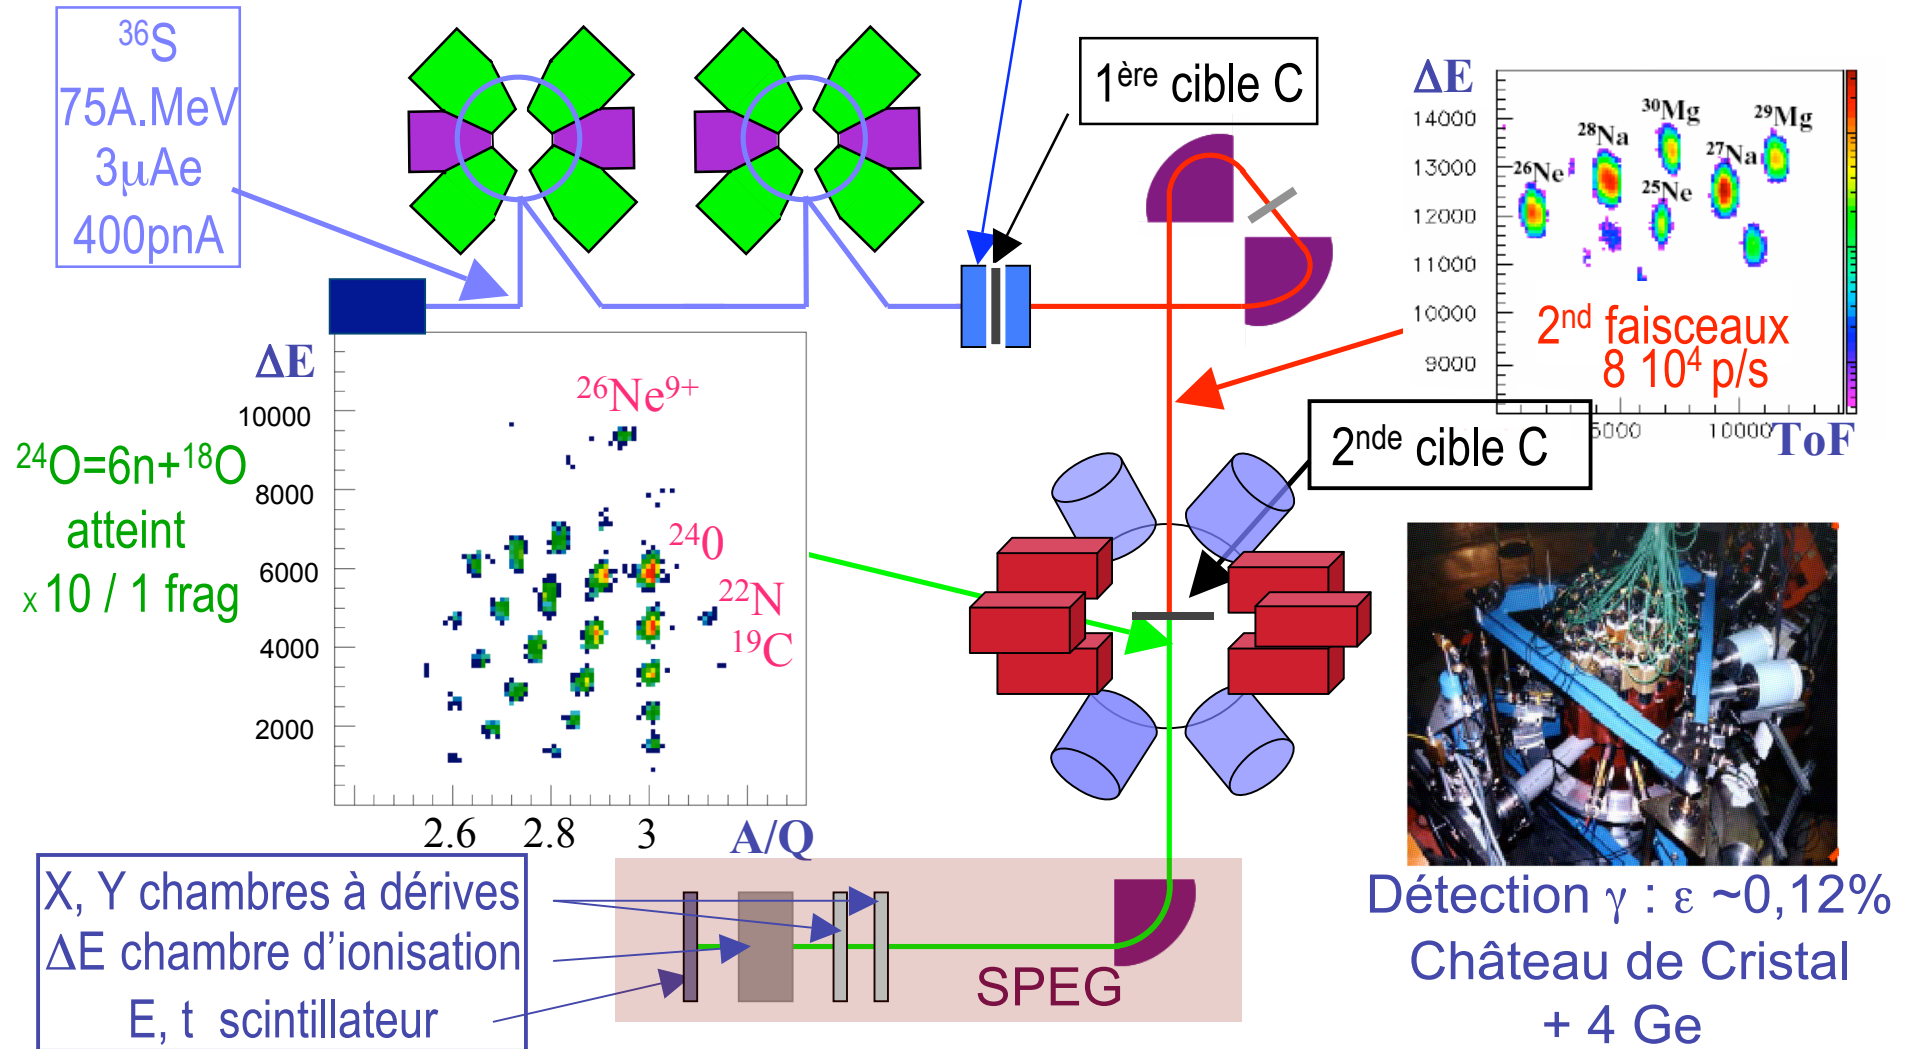 ³⁶S
75A.MeV
3μAe
400pnA
1ère cible C
ΔE
14000
13000
12000
11000
10000
9000
5000
10000
ToF
²⁶Ne
²⁸Na
³⁰Mg
²⁵Ne
²⁷Na
²⁹Mg
2nd faisceaux
8 10⁴ p/s
2nde cible C
ΔE
10000
8000
6000
4000
2000
2.6 2.8 3 A/Q
²⁶Ne⁹⁺
²⁴0
²²N
¹⁹C
²⁴O=6n+¹⁸O
atteint
x 10 / 1 frag
X, Y chambres à dérives
ΔE chambre d'ionisation
E, t scintillateur
SPEG
Détection γ : ε ~0,12%
Château de Cristal
+ 4 Ge